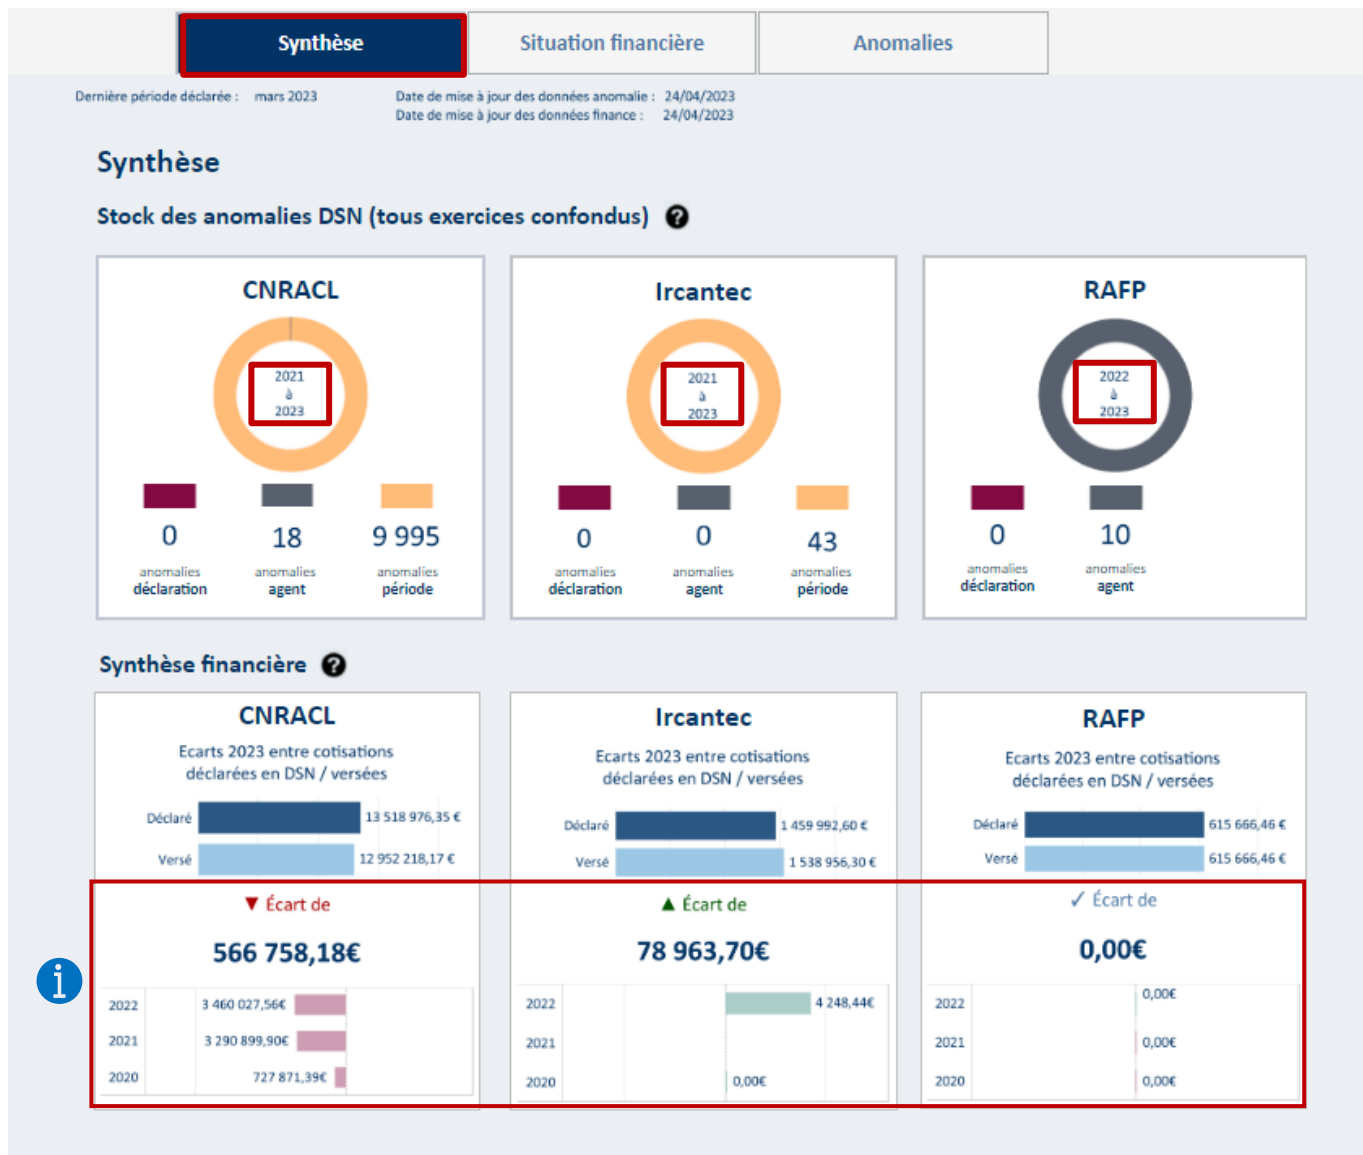 Synthèse
Situation financière
Anomalies
Dernière période déclarée : mars 2023
Date de mise à jour des données anomalie : 24/04/2023
Date de mise à jour des données finance : 24/04/2023
Synthèse
Stock des anomalies DSN (tous exercices confondus) ?
CNRACL
2021
à
2023
0
anomalies
déclaration
18
anomalies
agent
9 995
anomalies
période
Ircantec
2021
à
2023
0
anomalies
déclaration
0
anomalies
agent
43
anomalies
période
RAFP
2022
à
2023
0
anomalies
déclaration
10
anomalies
agent
Synthèse financière ?
CNRACL
Ecarts 2023 entre cotisations
déclarées en DSN / versées
Déclaré 13 518 976,35 €
Versé 12 952 218,17 €
▼ Écart de
566 758,18€
2022 3 460 027,56€
2021 3 290 899,90€
2020 727 871,39€
Ircantec
Ecarts 2023 entre cotisations
déclarées en DSN / versées
Déclaré 1 459 992,60 €
Versé 1 538 956,30 €
▲ Écart de
78 963,70€
2022 4 248,44€
2021
2020 0,00€
RAFP
Ecarts 2023 entre cotisations
déclarées en DSN / versées
Déclaré 615 666,46 €
Versé 615 666,46 €
✓ Écart de
0,00€
2022 0,00€
2021 0,00€
2020 0,00€
i